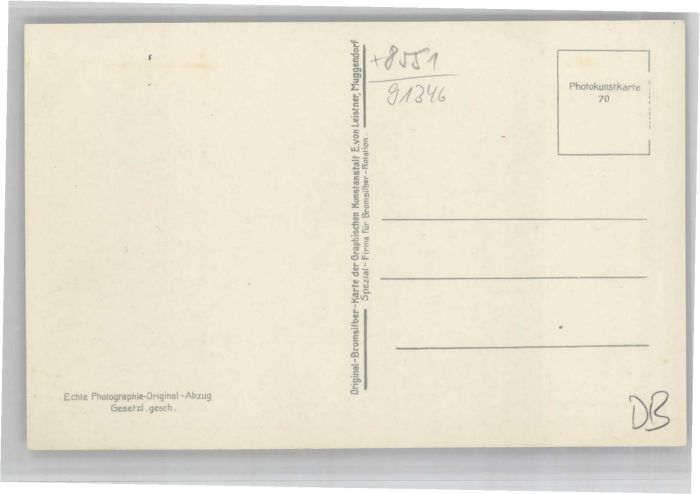 +8551
91346
Photokunstkarte
70
Original-Bromsilber-Karte der Graphischen Kunstanstalt E.von Leistner, Muggendorf
Spezial-Firma für Bromsilber-Rotation.
Echte Photographie-Original-Abzug
Gesetzl.gesch.
DB